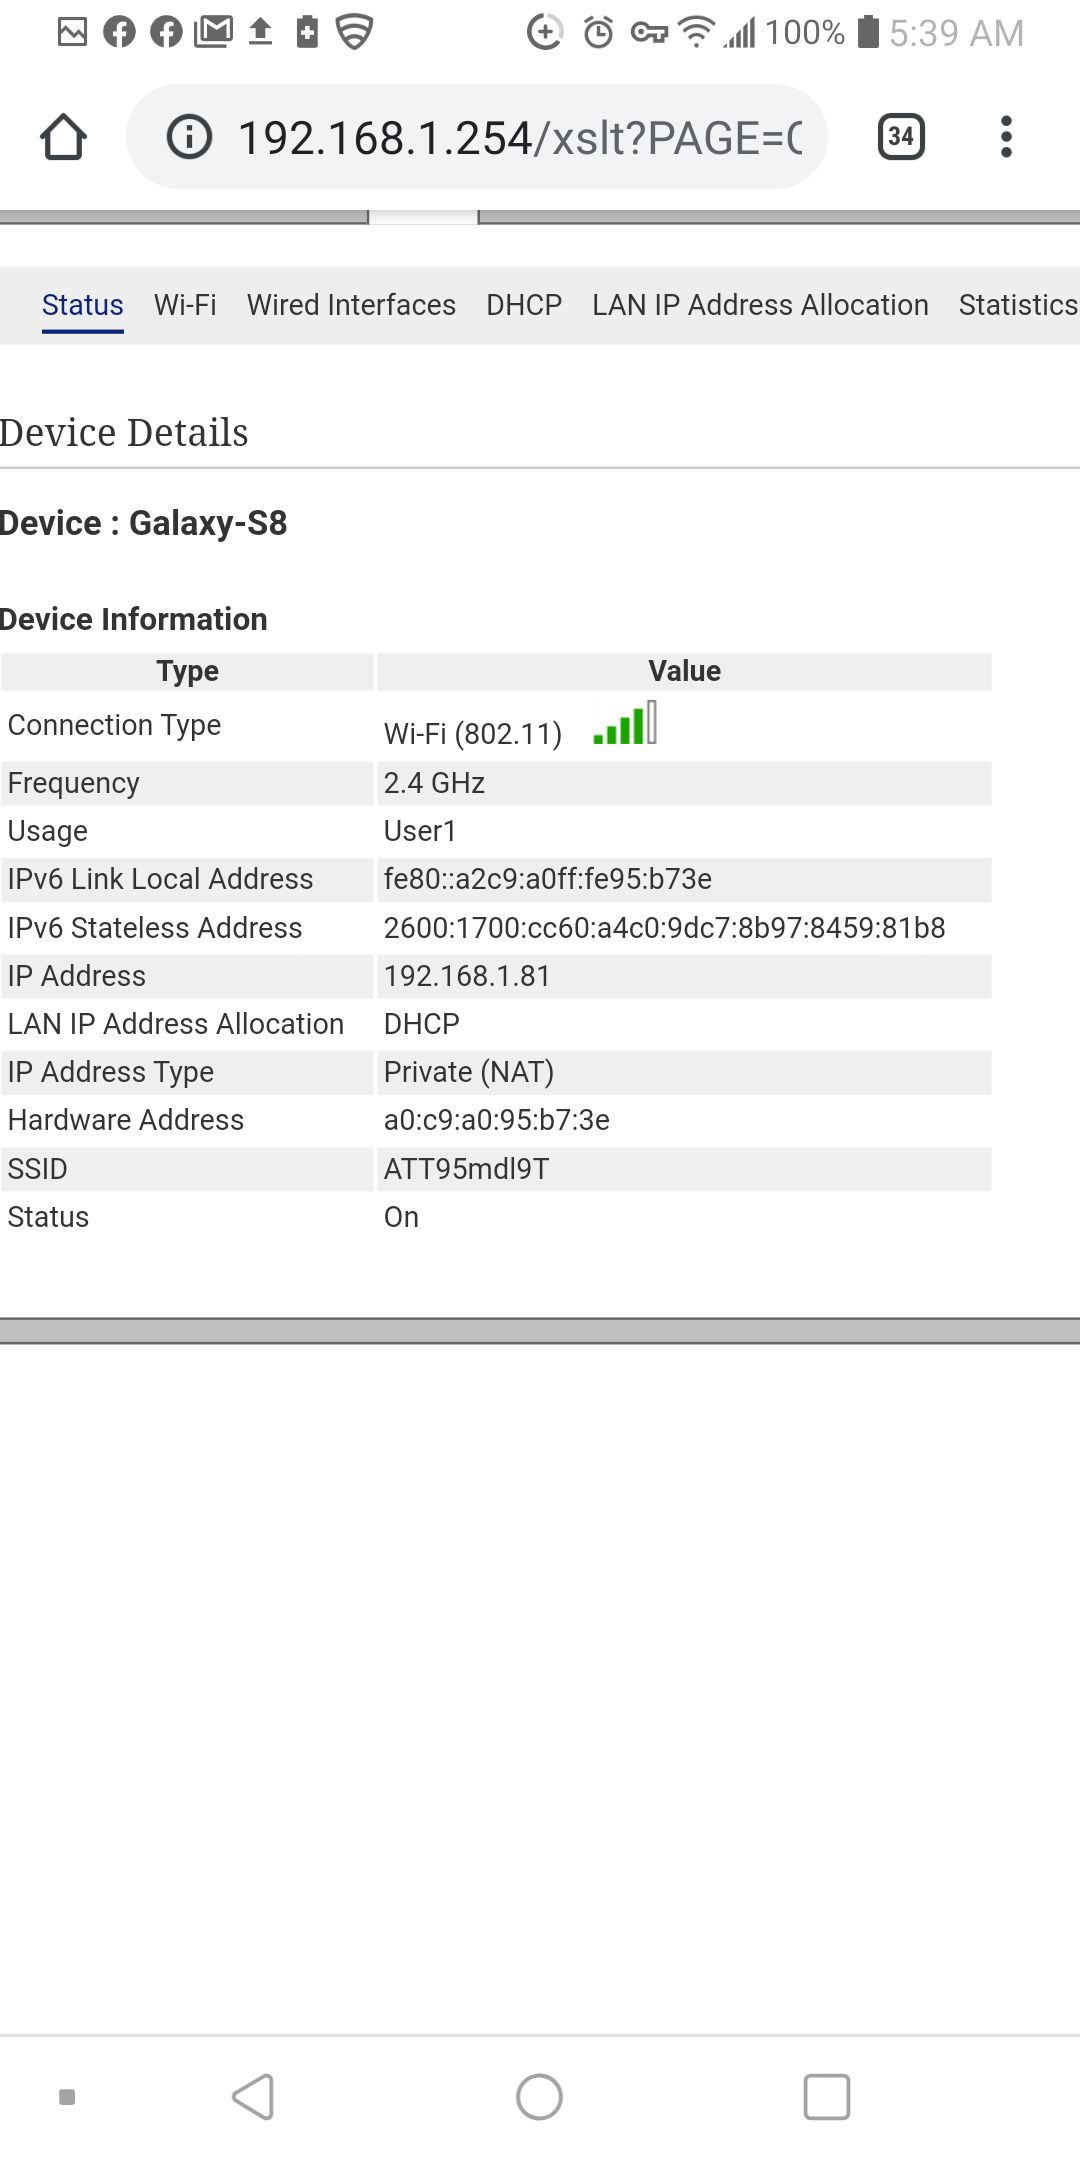 100% 5:39 AM
192.168.1.254/xslt?PAGE=
34
Status Wi-Fi Wired Interfaces DHCP LAN IP Address Allocation Statistics
Device Details
Device : Galaxy-S8
Device Information
Type Value
Connection Type Wi-Fi (802.11)
Frequency 2.4 GHz
Usage User1
IPv6 Link Local Address fe80::a2c9:a0ff:fe95:b73e
IPv6 Stateless Address 2600:1700:cc60:a4c0:9dc7:8b97:8459:81b8
IP Address 192.168.1.81
LAN IP Address Allocation DHCP
IP Address Type Private (NAT)
Hardware Address a0:c9:a0:95:b7:3e
SSID ATT95mdl9T
Status On